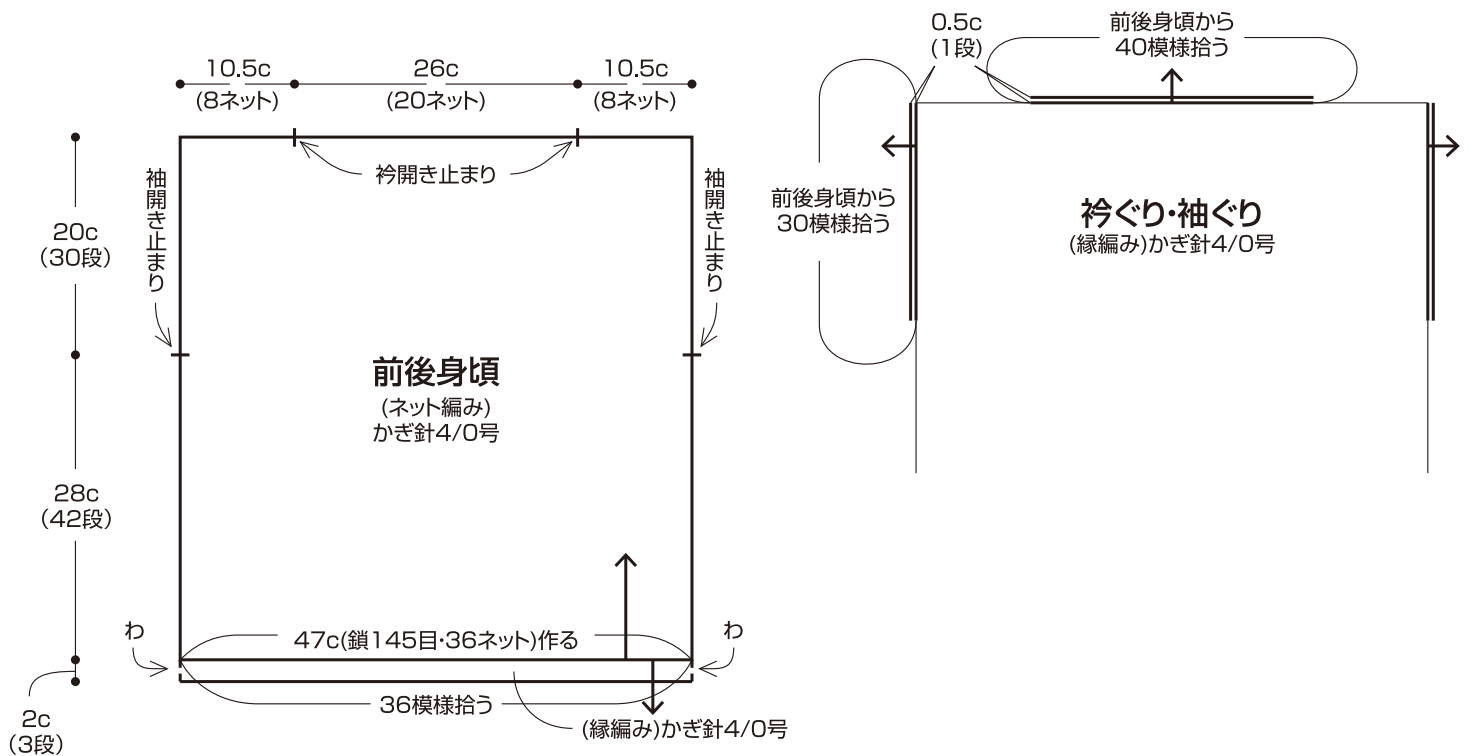 10.5c
(8ネット)
26c
(20ネット)
10.5c
(8ネット)
衿開き止まり
袖開き止まり
袖開き止まり
20c
(30段)
前後身頃
(ネット編み)
かぎ針4/0号
28c
(42段)
わ
47c(鎖145目・36ネット)作る
わ
36模様拾う
2c
(3段)
(縁編み)かぎ針4/0号
0.5c
(1段)
前後身頃から
40模様拾う
前後身頃から
30模様拾う
衿ぐり・袖ぐり
(縁編み)かぎ針4/0号